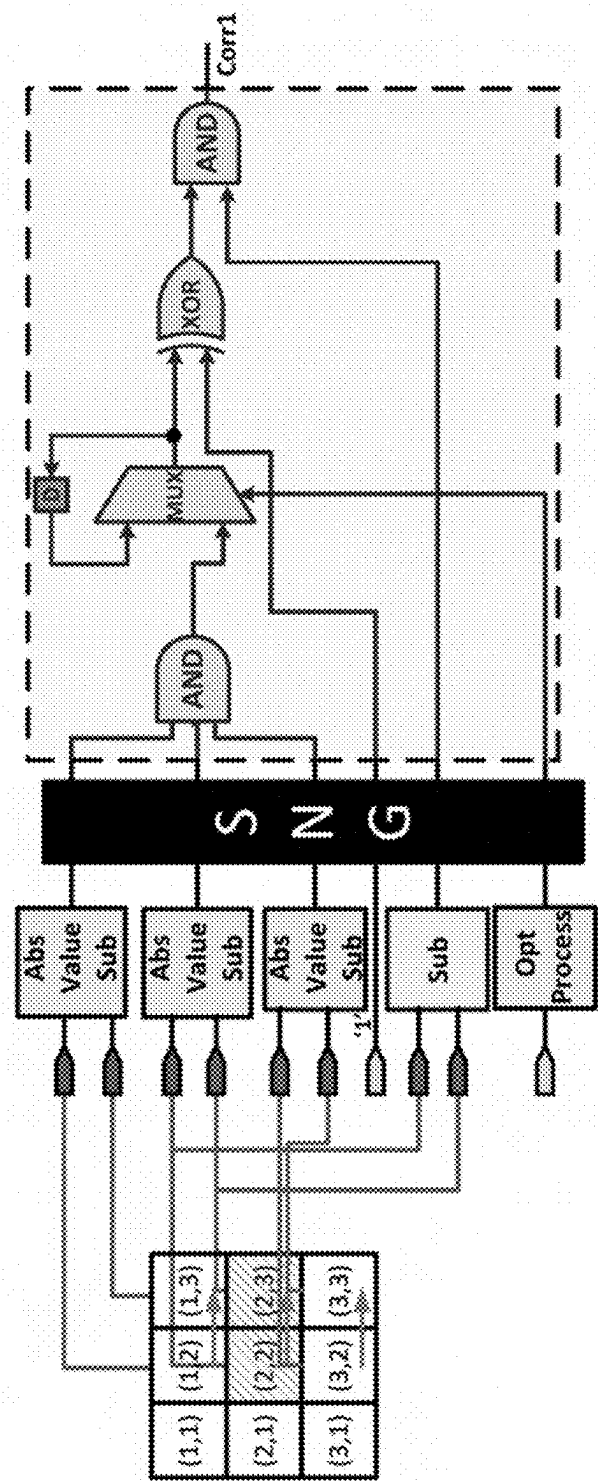 (1,1) (1,2) (1,3)
(2,1) (2,2) (2,3)
(3,1) (3,2) (3,3)
Abs
Value
Sub
Abs
Value
Sub
Abs
Value
Sub
'1'
Sub
Opt
Process
S N G
AND
D
MUX
XOR
AND
Corr1